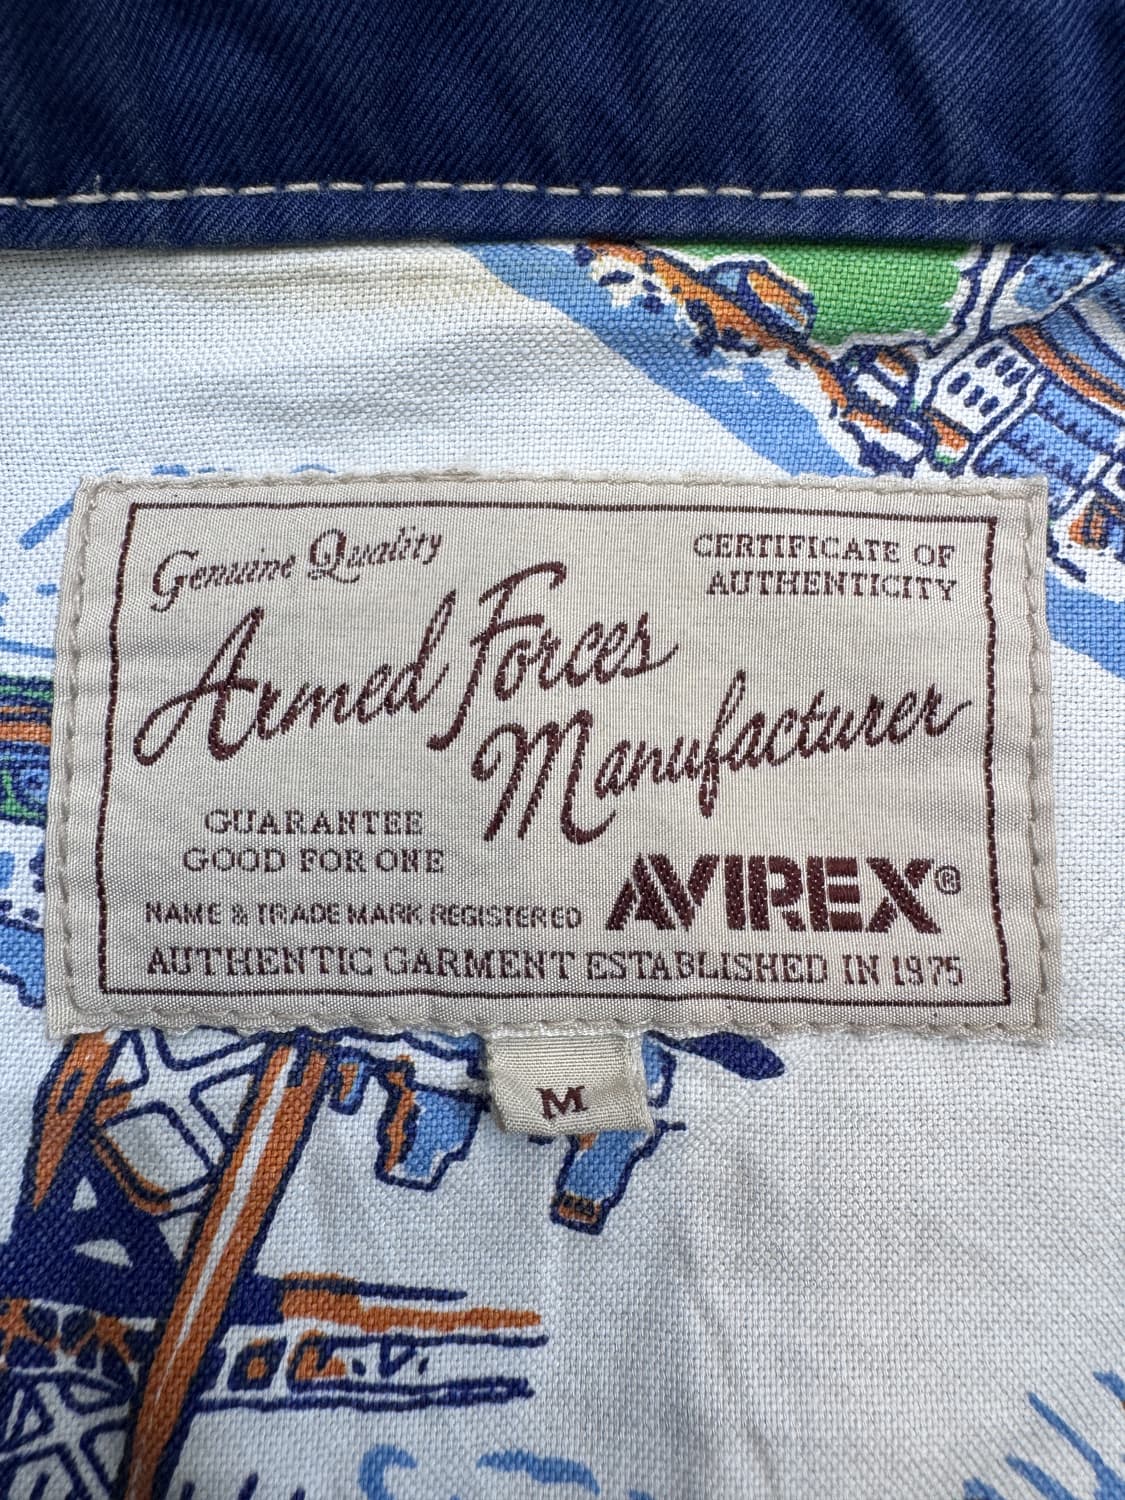 Genuine Quality
CERTIFICATE OF
AUTHENTICITY
Armed Forces
Manufacturer
GUARANTEE
GOOD FOR ONE
NAME & TRADE MARK REGISTERED
AVIREX®
AUTHENTIC GARMENT ESTABLISHED IN 1975
M